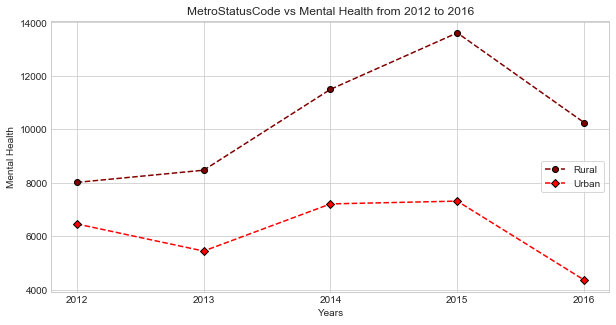 MetroStatusCode vs Mental Health from 2012 to 2016
14000
12000
10000
8000
6000
4000
Mental Health
Rural
Urban
2012 2013 2014 2015 2016
Years